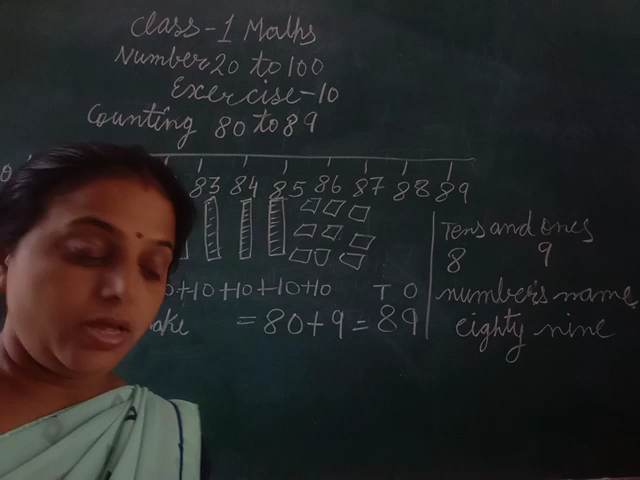 Class-1 Maths
Number 20 to 100
Exercise-10
Counting 80 to 89
83 84 85 86 87 88 89
Tens and ones
8 9
+10+10+10+10 T O
number's name
= 80+9 = 89
eighty nine